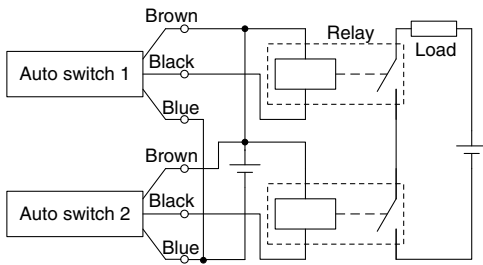 Brown
Relay
Load
Auto switch 1
Black
Blue
Brown
Auto switch 2
Black
Blue